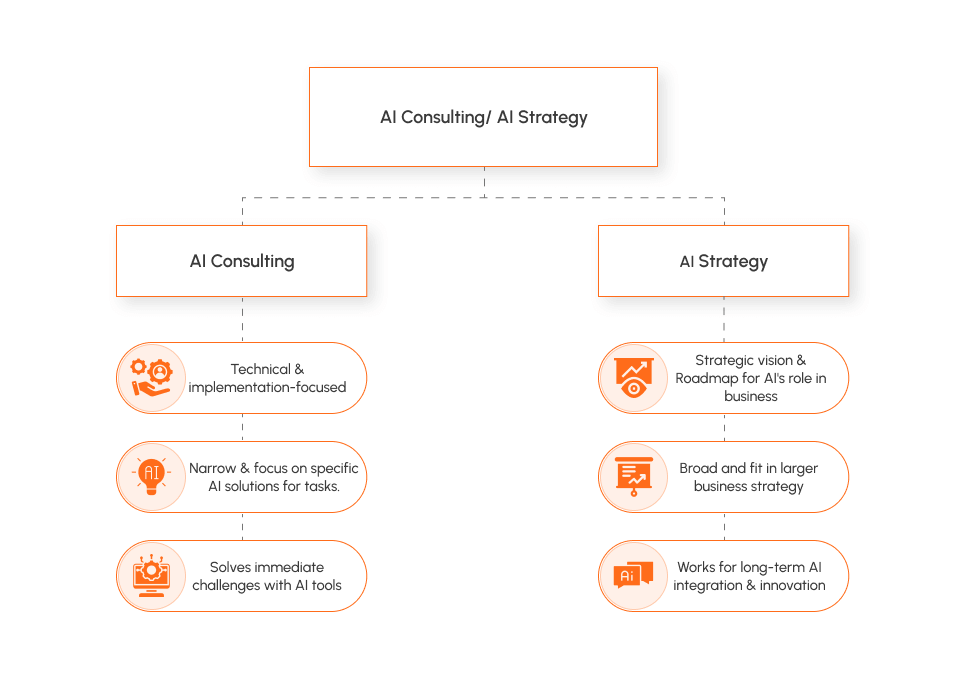 AI Consulting/ AI Strategy
AI Consulting
Technical &
implementation-focused
AI
Narrow & focus on specific
AI solutions for tasks.
Solves immediate
challenges with AI tools
AI Strategy
Strategic vision &
Roadmap for AI's role in
business
Broad and fit in larger
business strategy
Ai
Works for long-term AI
integration & innovation